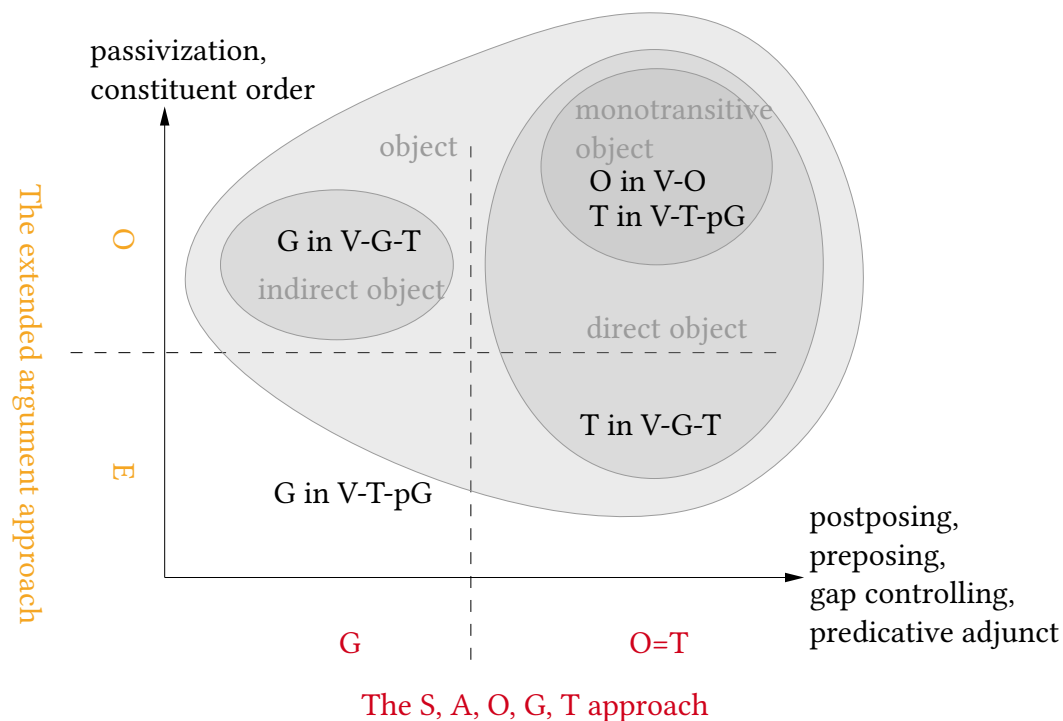 passivization,
constituent order
monotransitive
object
object
O in V-O
T in V-T-pG
G in V-G-T
indirect object
direct object
T in V-G-T
G in V-T-pG
The extended argument approach
O
E
postposing,
preposing,
gap controlling,
predicative adjunct
G
O=T
The S, A, O, G, T approach